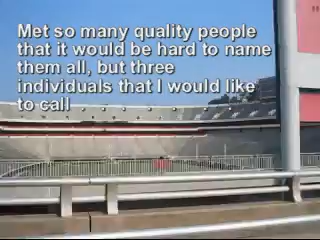 Met so many quality people
that it would be hard to name
them all, but three
individuals that I would like
to call